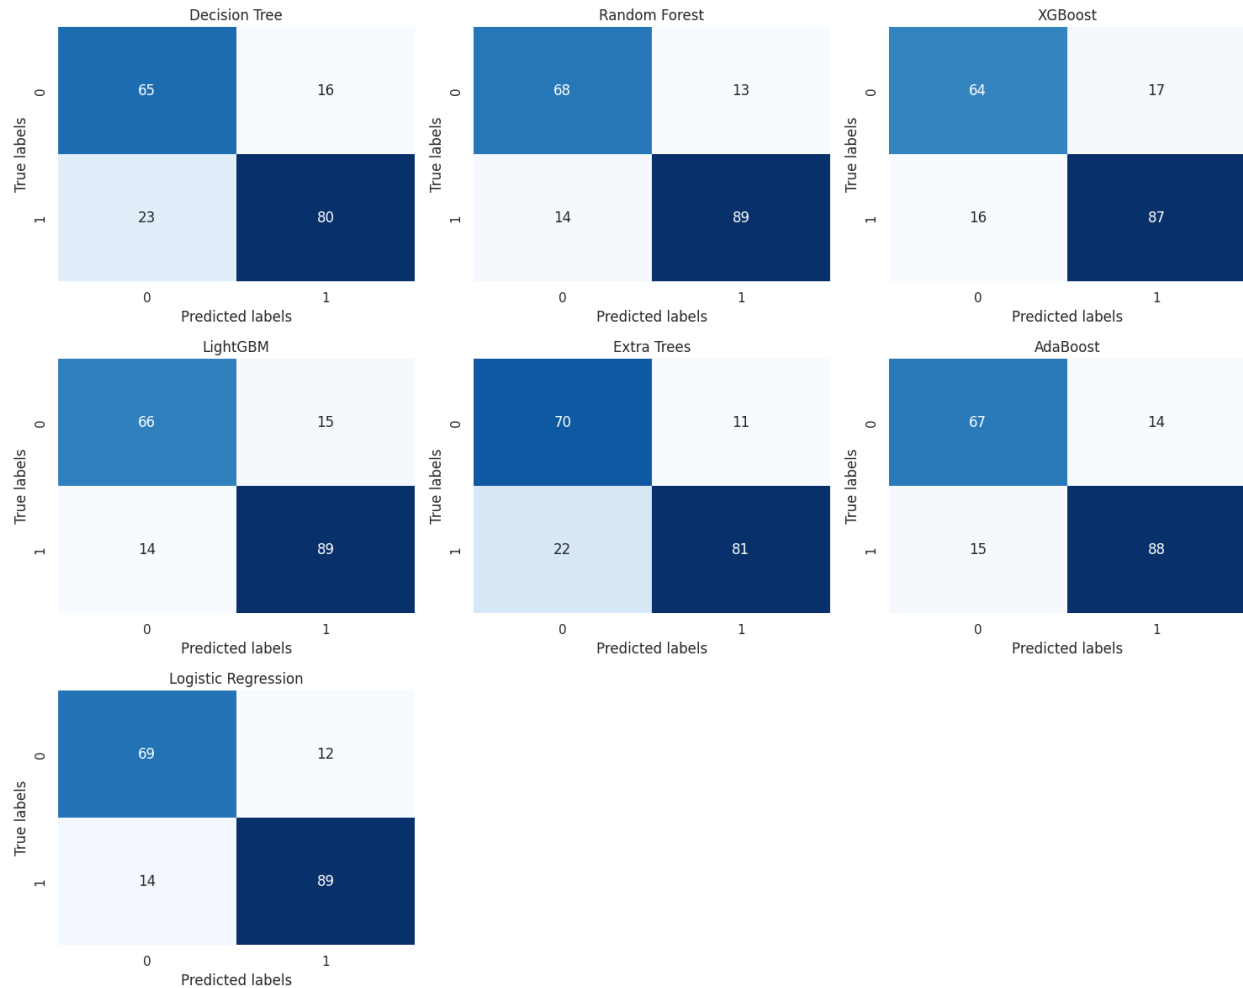 Decision Tree
True labels
0
65
16
1
23
80
0
1
Predicted labels
Random Forest
True labels
0
68
13
1
14
89
0
1
Predicted labels
XGBoost
True labels
0
64
17
1
16
87
0
1
Predicted labels
LightGBM
True labels
0
66
15
1
14
89
0
1
Predicted labels
Extra Trees
True labels
0
70
11
1
22
81
0
1
Predicted labels
AdaBoost
True labels
0
67
14
1
15
88
0
1
Predicted labels
Logistic Regression
True labels
0
69
12
1
14
89
0
1
Predicted labels